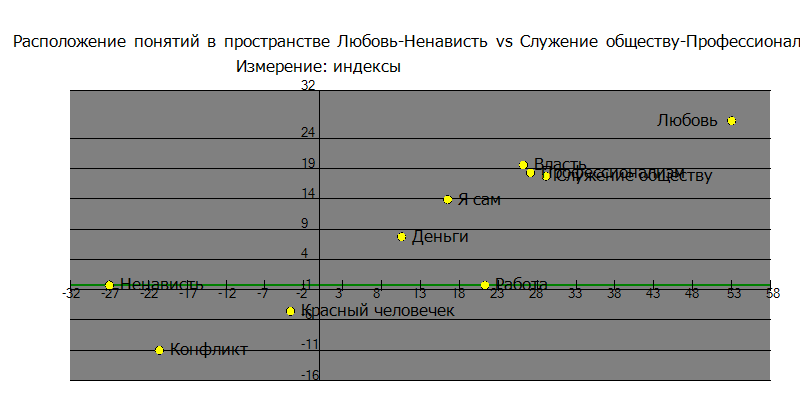 Расположение понятий в пространстве Любовь-Ненависть vs Служение обществу-Профессионал
Измерение: индексы
32
Любовь
24
Власть
19
Профессионализм
Служение обществу
14
Я сам
9
Деньги
4
Ненависть
Работа
-32 -27 -22 -17 -12 -7 -2 3 8 13 18 23 28 33 38 43 48 53 58
Красный человечек
-11
Конфликт
-16